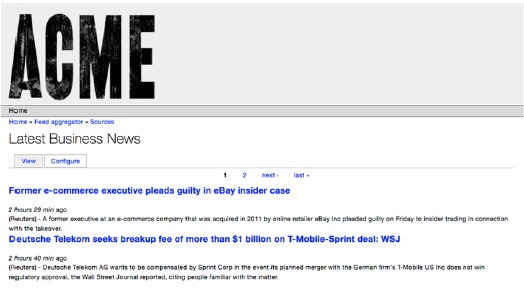 ACME
Home
Home » Feed aggregator » Sources
Latest Business News
View Configure
1 2 next › last »
Former e-commerce executive pleads guilty in eBay insider case
2 hours 29 min ago
(Reuters) - A former executive at an e-commerce company that was acquired in 2011 by online retailer eBay Inc pleaded guilty on Friday to insider trading in connection
with the takeover.
Deutsche Telekom seeks breakup fee of more than $1 billion on T-Mobile-Sprint deal: WSJ
2 hours 40 min ago
(Reuters) - Deutsche Telekom AG wants to be compensated by Sprint Corp in the event its planned merger with the German firm's T-Mobile US Inc does not win
regulatory approval, the Wall Street Journal reported, citing people familiar with the matter.